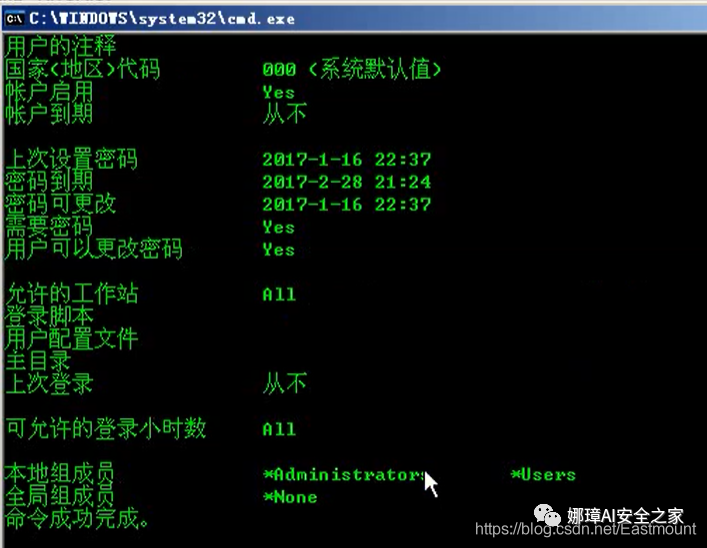 C:\WINDOWS\system32\cmd.exe
用户的注释
国家(地区)代码 000 (系统默认值)
帐户启用 Yes
帐户到期 从不
上次设置密码 2017-1-16 22:37
密码到期 2017-2-28 21:24
密码可更改 2017-1-16 22:37
需要密码 Yes
用户可以更改密码 Yes
允许的工作站 All
登录脚本
用户配置文件
主目录
上次登录 从不
可允许的登录小时数 All
本地组成员 *Administrators *Users
全局组成员 *None
命令成功完成。
娜璋AI安全之家
https://blog.csdn.net/Eastmount